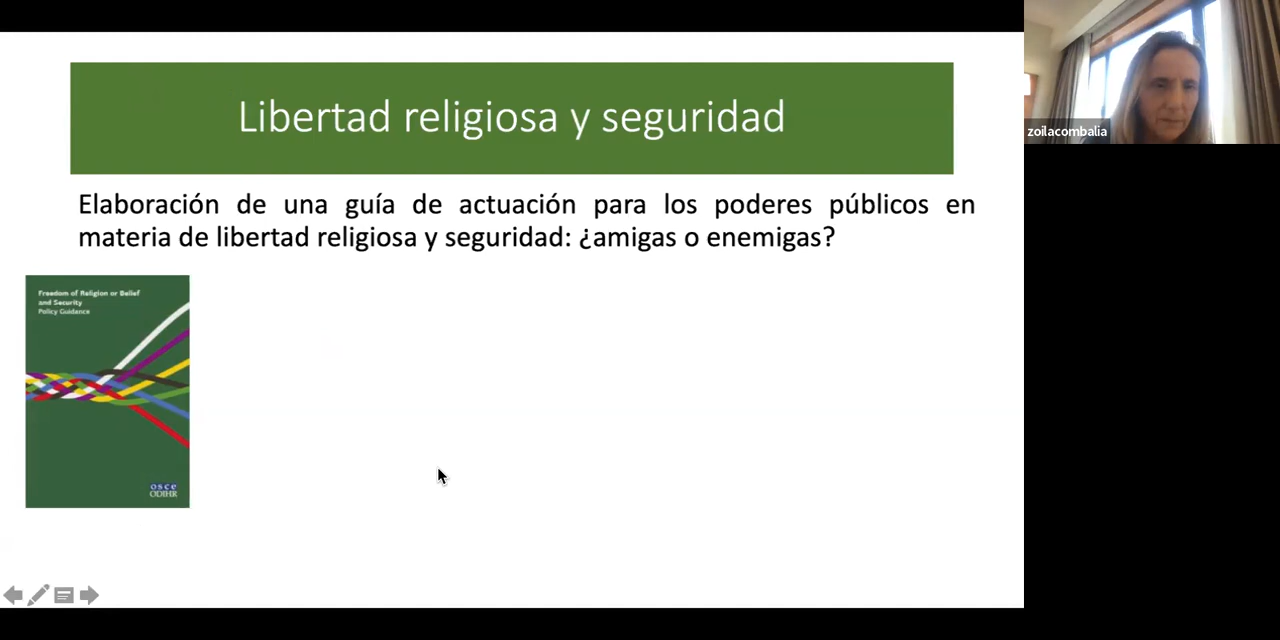 Libertad religiosa y seguridad
Elaboración de una guía de actuación para los poderes públicos en
materia de libertad religiosa y seguridad: ¿amigas o enemigas?
Freedom of Religion or Belief
and Security
Policy Guidance
osce
ODIHR
zoilacombalia